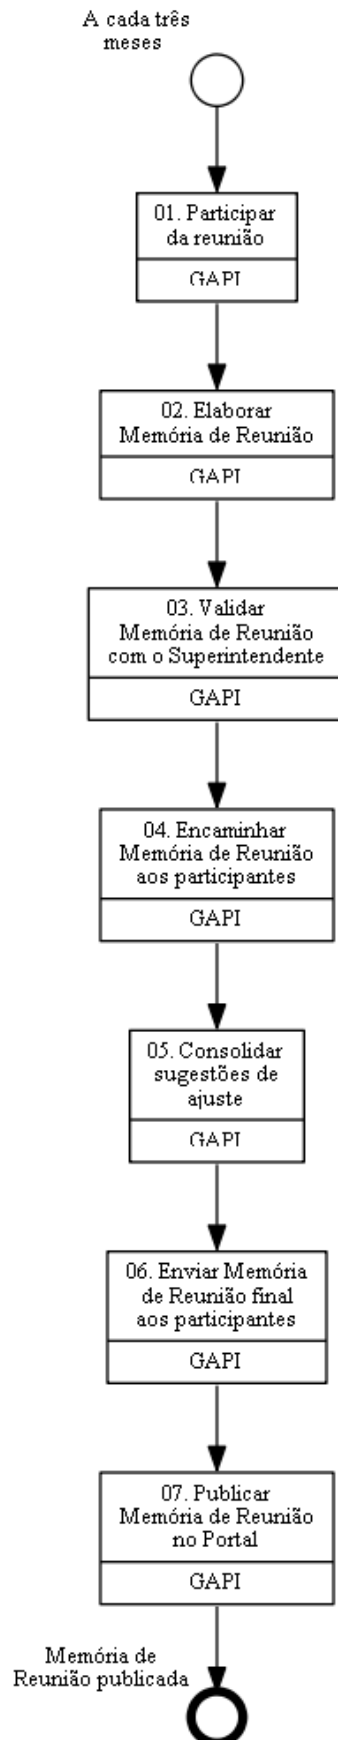 A cada três
meses
01. Participar
da reunião
GAPI
02. Elaborar
Memória de Reunião
GAPI
03. Validar
Memória de Reunião
com o Superintendente
GAPI
04. Encaminhar
Memória de Reunião
aos participantes
GAPI
05. Consolidar
sugestões de
ajuste
GAPI
06. Enviar Memória
de Reunião final
aos participantes
GAPI
07. Publicar
Memória de Reunião
no Portal
GAPI
Memória de
Reunião publicada